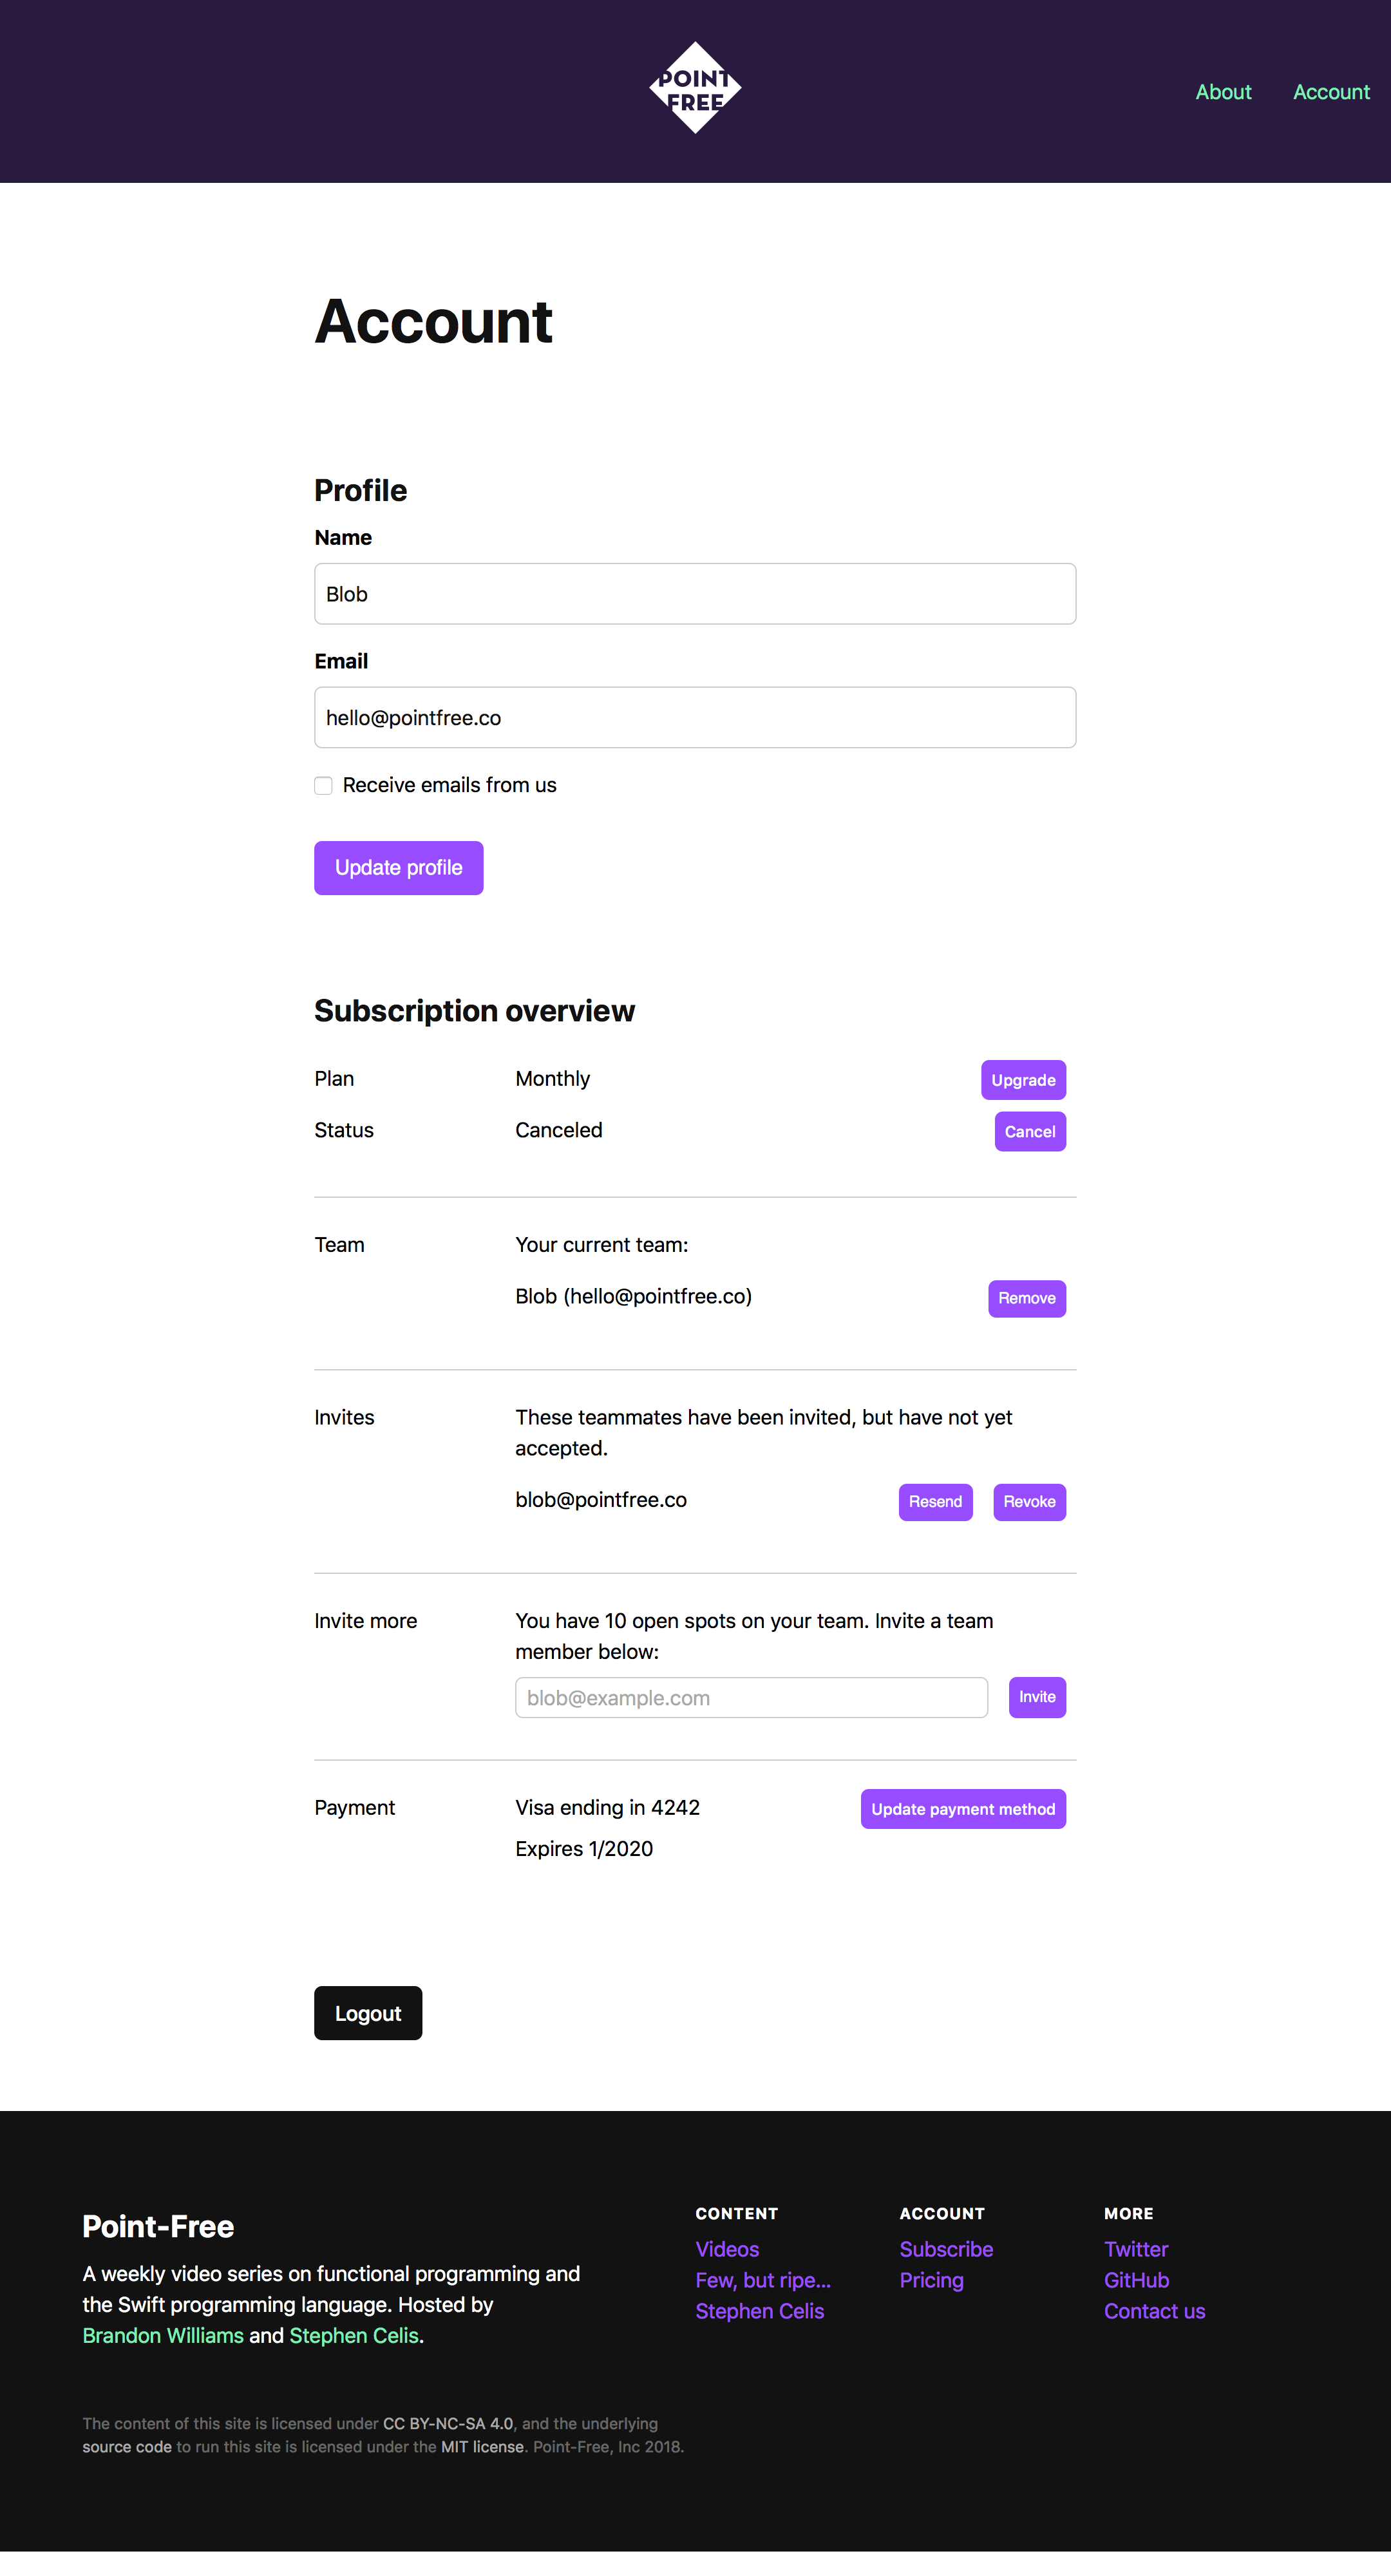 POINT
FREE
About
Account
Account
Profile
Name
Blob
Email
hello@pointfree.co
Receive emails from us
Update profile
Subscription overview
Plan
Monthly
Upgrade
Status
Canceled
Cancel
Team
Your current team:
Blob (hello@pointfree.co)
Remove
Invites
These teammates have been invited, but have not yet
accepted.
blob@pointfree.co
Resend
Revoke
Invite more
You have 10 open spots on your team. Invite a team
member below:
blob@example.com
Invite
Payment
Visa ending in 4242
Update payment method
Expires 1/2020
Logout
Point-Free
A weekly video series on functional programming and
the Swift programming language. Hosted by
Brandon Williams and Stephen Celis.
CONTENT
Videos
Few, but ripe...
Stephen Celis
ACCOUNT
Subscribe
Pricing
MORE
Twitter
GitHub
Contact us
The content of this site is licensed under CC BY-NC-SA 4.0, and the underlying
source code to run this site is licensed under the MIT license. Point-Free, Inc 2018.